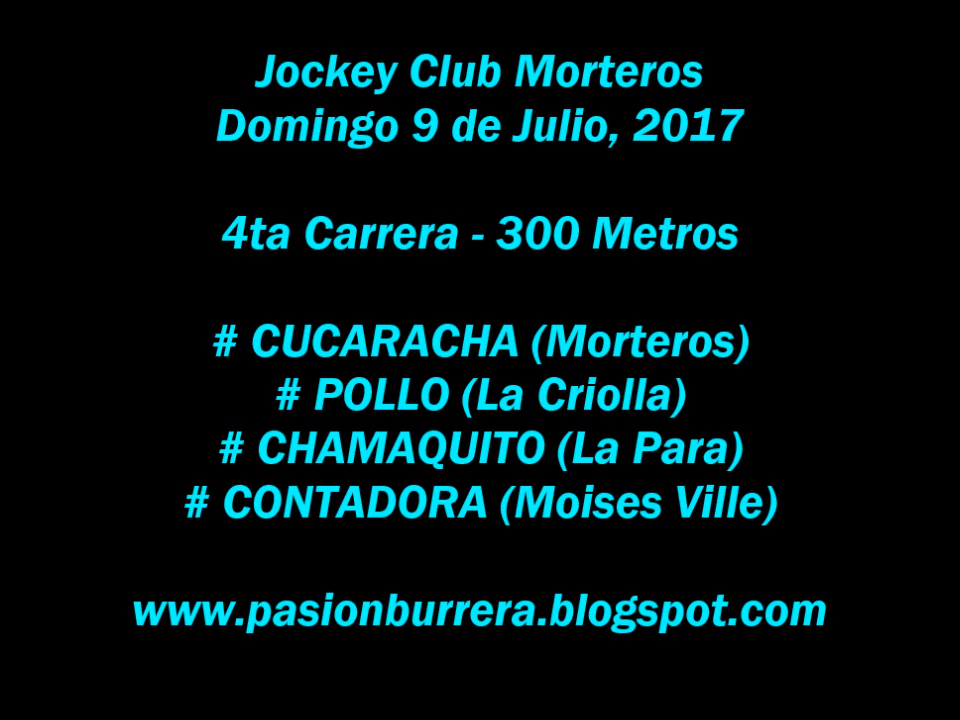 Jockey Club Morteros
Domingo 9 de Julio, 2017
4ta Carrera - 300 Metros
# CUCARACHA (Morteros)
# POLLO (La Criolla)
# CHAMAQUITO (La Para)
# CONTADORA (Moises Ville)
www.pasionburrera.blogspot.com